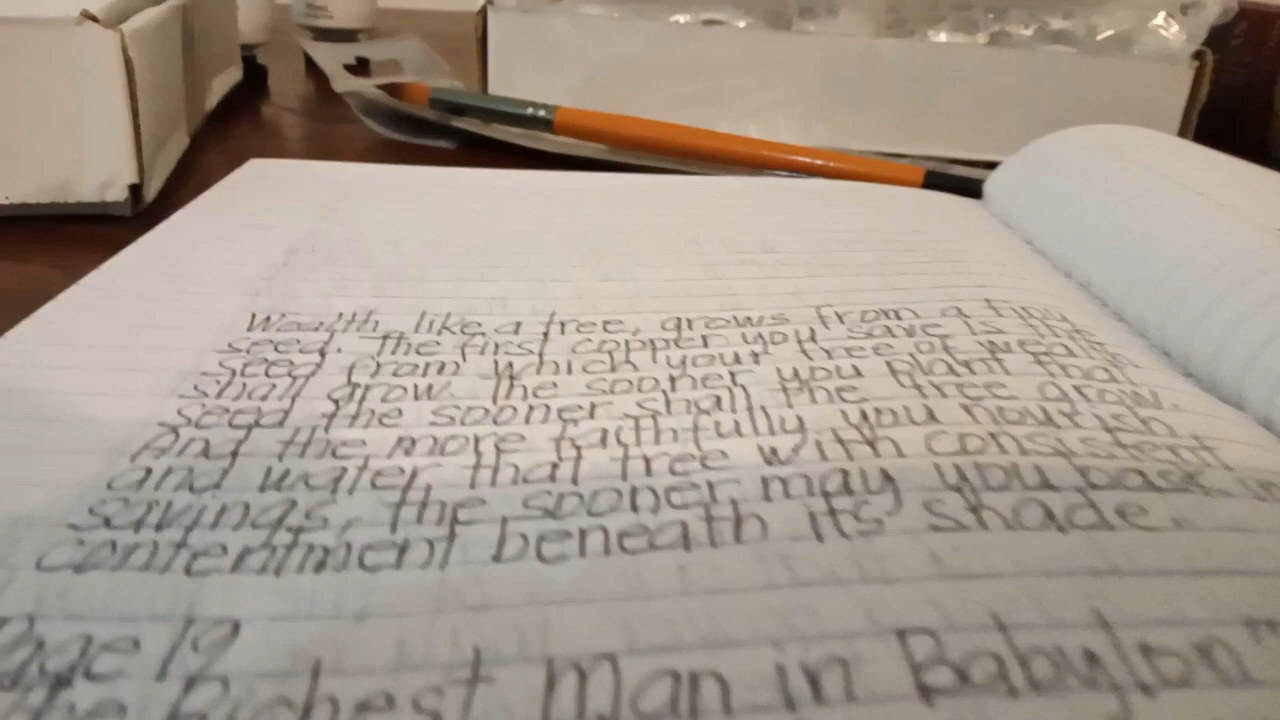 Wealth, like a tree, grows from a tiny
seed. The first copper you save is the
seed from which your tree of wealth
shall grow. The sooner you plant that
seed the sooner shall the tree grow.
And the more faithfully you nourish
and water that tree with consistent
savings, the sooner may you bask in
contentment beneath its shade.
Page 19
the Richest Man in Babylon"